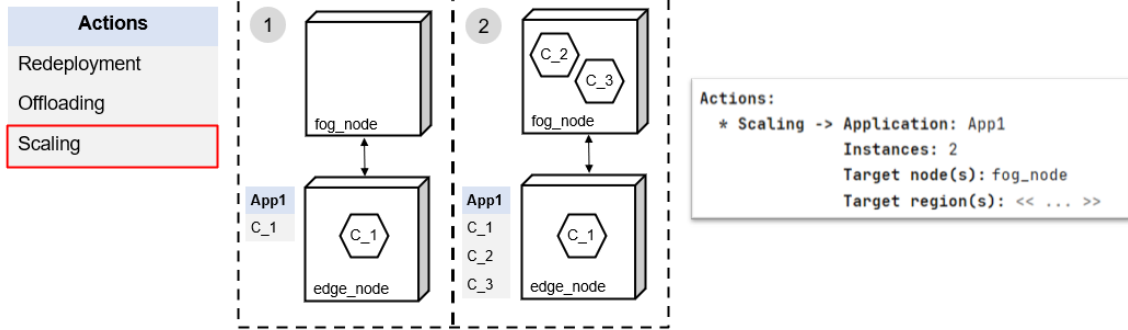 Actions
Redeployment
Offloading
Scaling
1
fog_node
App1
C_1
C_1
edge_node
2
C_2
C_3
fog_node
App1
C_1
C_2
C_3
C_1
edge_node
Actions:
* Scaling -> Application: App1
Instances: 2
Target node(s): fog_node
Target region(s): << ... >>